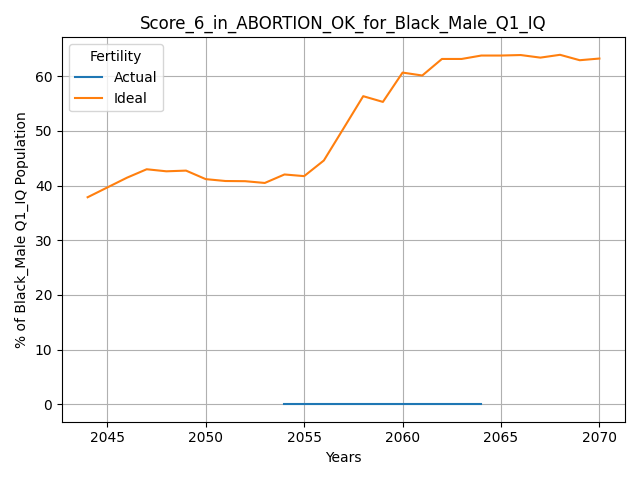 Score_6_in_ABORTION_OK_for_Black_Male_Q1_IQ
Fertility
Actual
Ideal
% of Black_Male Q1_IQ Population
60
50
40
30
20
10
0
2045 2050 2055 2060 2065 2070
Years